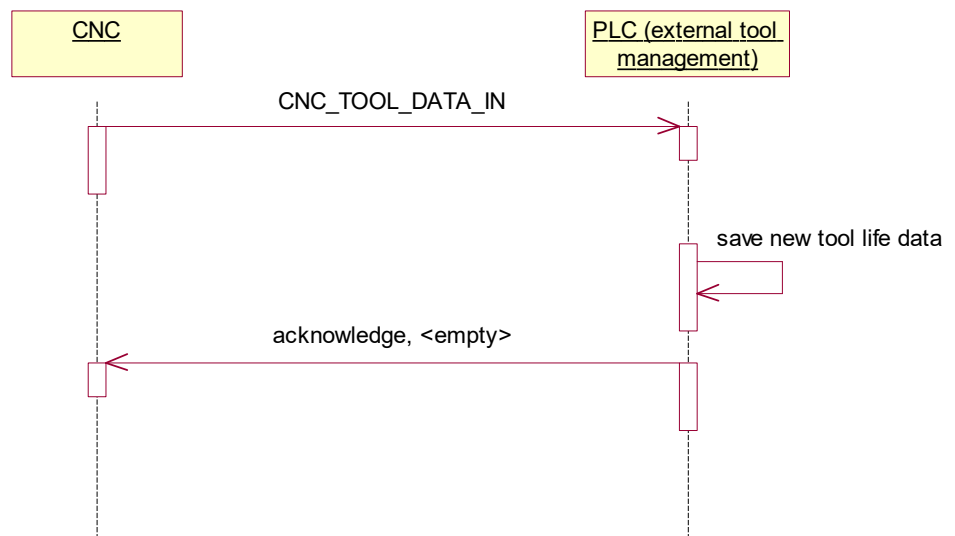 CNC
PLC (external tool
management)
CNC_TOOL_DATA_IN
save new tool life data
acknowledge, <empty>